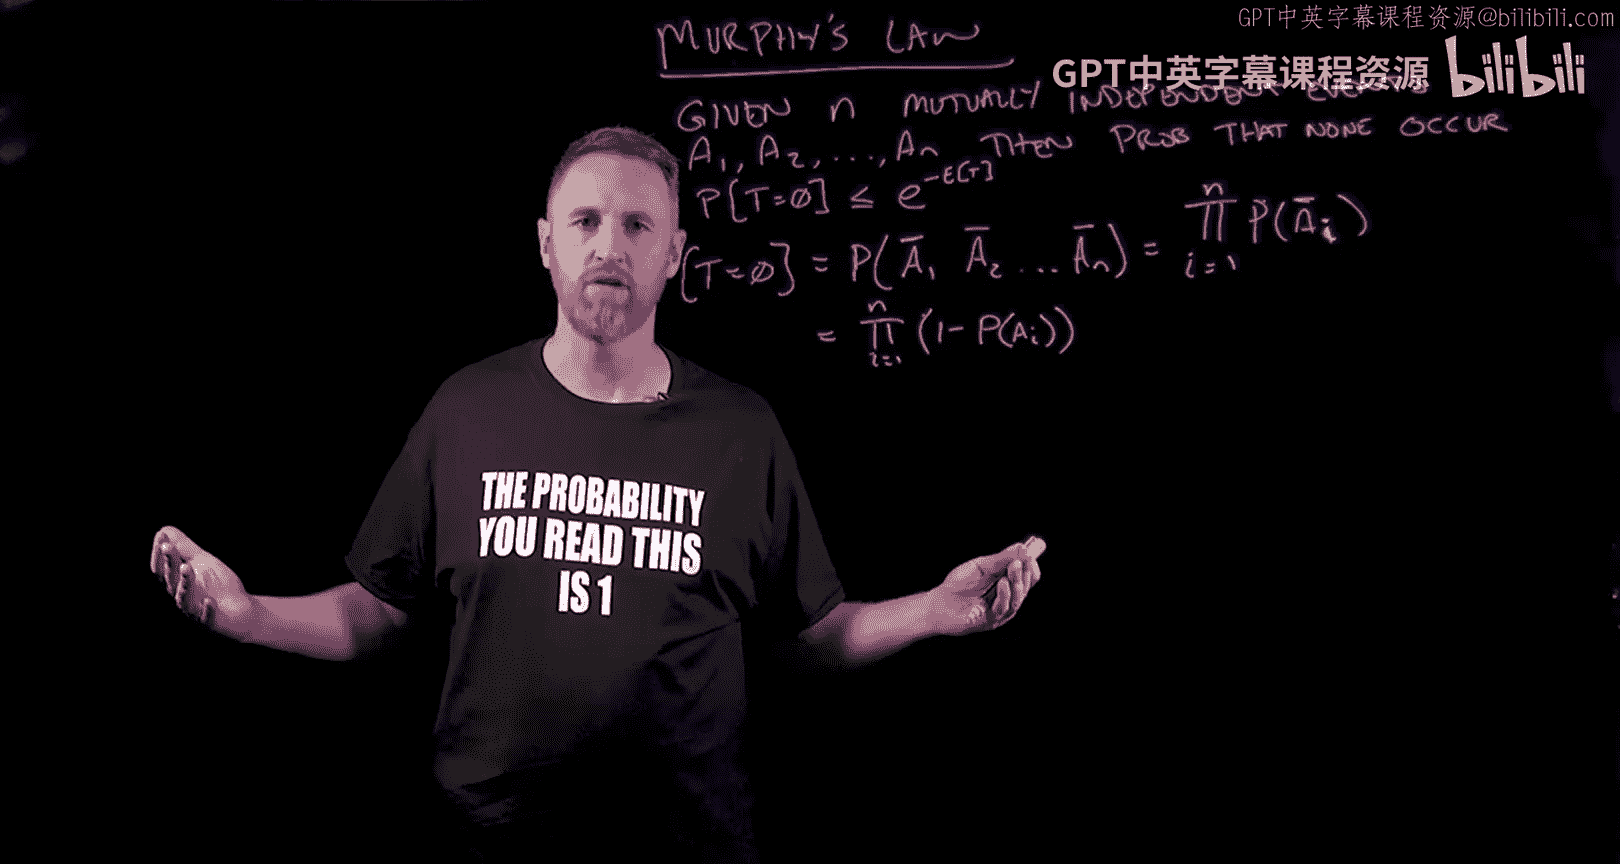 GPT中英字幕课程资源@bilibili.com
MURPHY'S LAW
GPT中英字幕课程资源 bilibili
GIVEN n MUTUALLY INDEPENDENT EVENTS
A₁, A₂, ..., Aₙ THEN PROB THAT NONE OCCUR
P[T=∅] ≤ e^{-E[T]}
[T=∅] = P(Ā₁ Ā₂ ... Āₙ) = ∏_{i=1}^{n} P(Āᵢ)
= ∏_{i=1}^{n} (1 - P(Aᵢ))
THE PROBABILITY
YOU READ THIS
IS 1